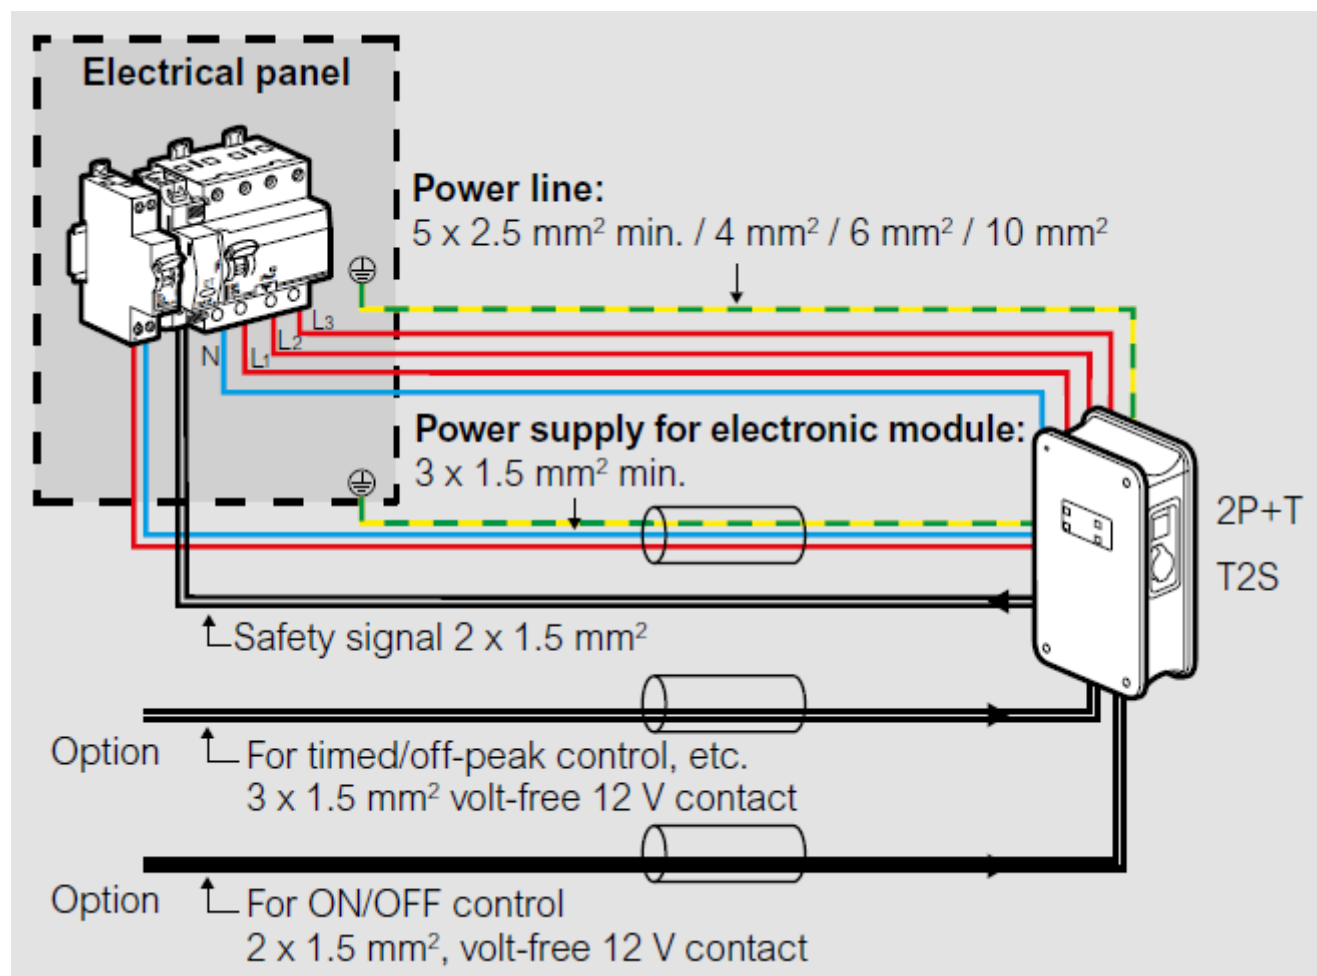 Electrical panel
Power line:
5 x 2.5 mm² min. / 4 mm² / 6 mm² / 10 mm²
L3
L2
L1
N
Power supply for electronic module:
3 x 1.5 mm² min.
2P+T
T2S
Safety signal 2 x 1.5 mm²
Option
For timed/off-peak control, etc.
3 x 1.5 mm² volt-free 12 V contact
Option
For ON/OFF control
2 x 1.5 mm², volt-free 12 V contact